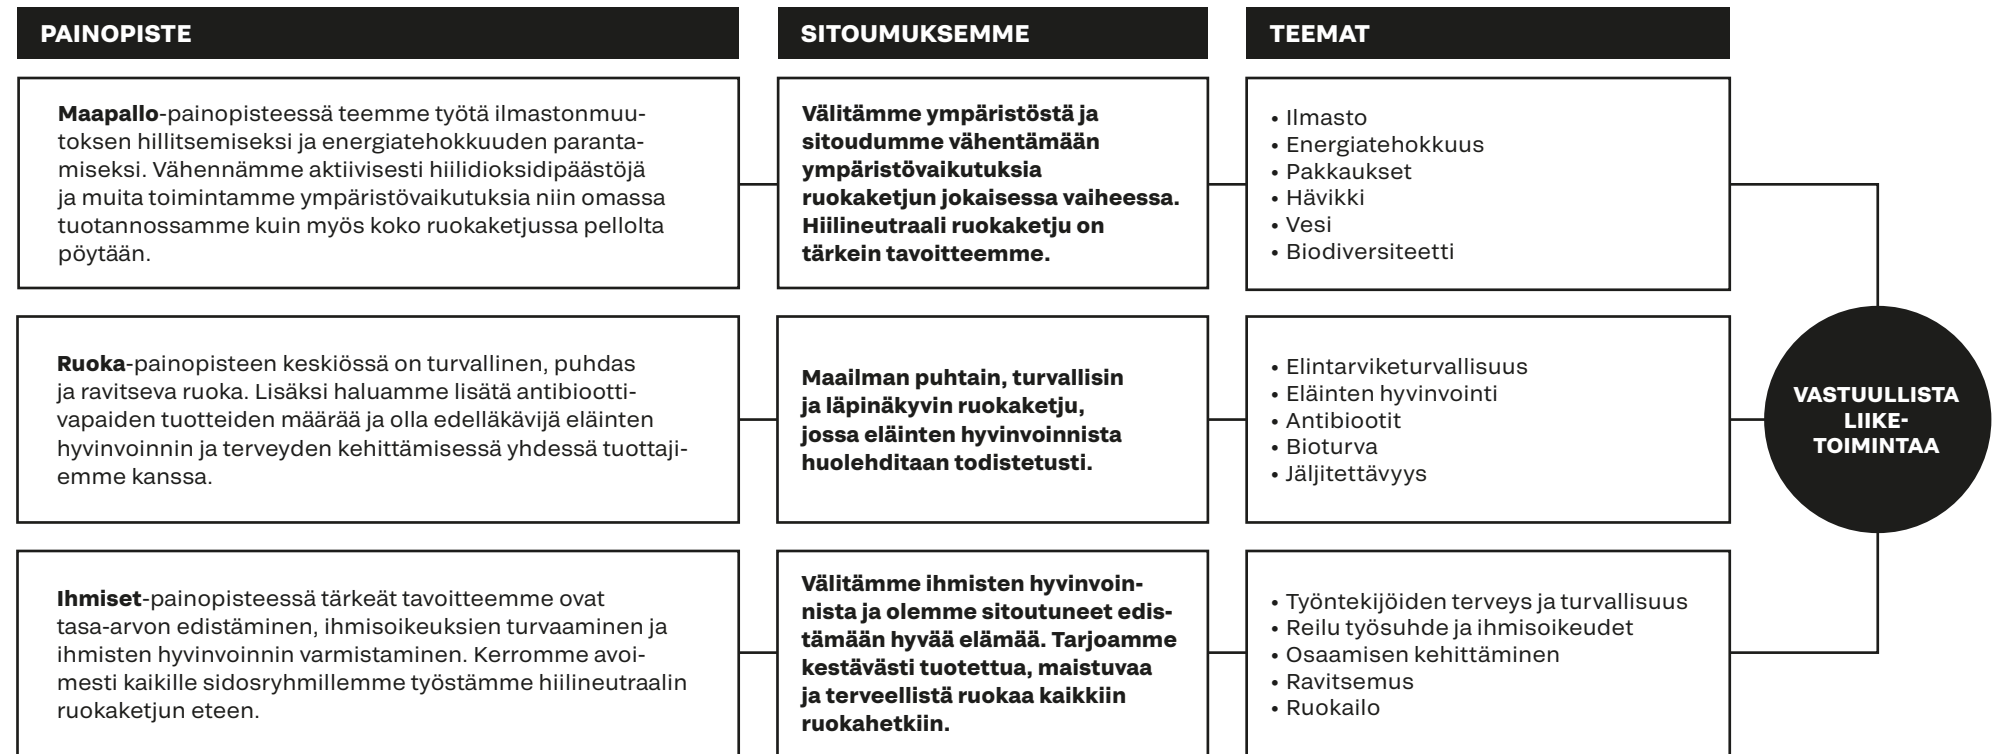 PAINOPISTE
SITOUMUKSEMME
TEEMAT
Maapallo-painopisteessä teemme työtä ilmastonmuu-
toksen hillitsemiseksi ja energiatehokkuuden paranta-
miseksi. Vähennämme aktiivisesti hiilidioksidipäästöjä
ja muita toimintamme ympäristövaikutuksia niin omassa
tuotannossamme kuin myös koko ruokaketjussa pellolta
pöytään.
Välitämme ympäristöstä ja
sitoudumme vähentämään
ympäristövaikutuksia
ruokaketjun jokaisessa vaiheessa.
Hiilineutraali ruokaketju on
tärkein tavoitteemme.
• Ilmasto
• Energiatehokkuus
• Pakkaukset
• Hävikki
• Vesi
• Biodiversiteetti
Ruoka-painopisteen keskiössä on turvallinen, puhdas
ja ravitseva ruoka. Lisäksi haluamme lisätä antibiootti-
vapaiden tuotteiden määrää ja olla edelläkävijä eläinten
hyvinvoinnin ja terveyden kehittämisessä yhdessä tuottaji-
emme kanssa.
Maailman puhtain, turvallisin
ja läpinäkyvin ruokaketju,
jossa eläinten hyvinvoinnista
huolehditaan todistetusti.
• Elintarviketurvallisuus
• Eläinten hyvinvointi
• Antibiootit
• Bioturva
• Jäljitettävyys
VASTUULLISTA
LIIKE-
TOIMINTAA
Ihmiset-painopisteessä tärkeät tavoitteemme ovat
tasa-arvon edistäminen, ihmisoikeuksien turvaaminen ja
ihmisten hyvinvoinnin varmistaminen. Kerromme avoi-
mesti kaikille sidosryhmillemme työstämme hiilineutraalin
ruokaketjun eteen.
Välitämme ihmisten hyvinvoin-
nista ja olemme sitoutuneet edis-
tämään hyvää elämää. Tarjoamme
kestävästi tuotettua, maistuvaa
ja terveellistä ruokaa kaikkiin
ruokahetkiin.
• Työntekijöiden terveys ja turvallisuus
• Reilu työsuhde ja ihmisoikeudet
• Osaamisen kehittäminen
• Ravitsemus
• Ruokailo